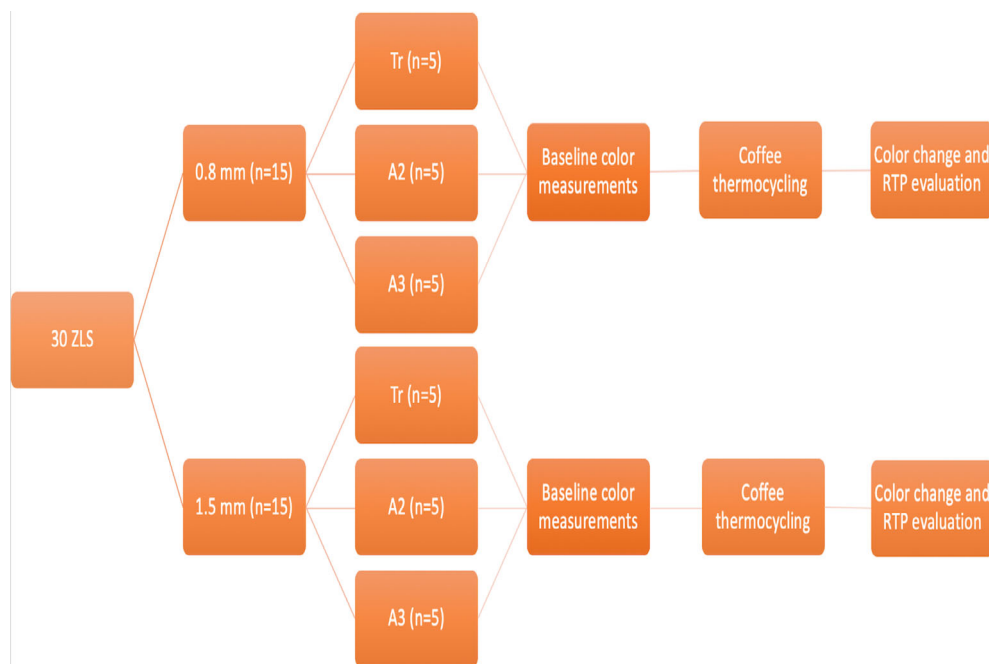 30 ZLS
0.8 mm (n=15)
Tr (n=5)
A2 (n=5)
A3 (n=5)
Baseline color
measurements
Coffee
thermocycling
Color change and
RTP evaluation
1.5 mm (n=15)
Tr (n=5)
A2 (n=5)
A3 (n=5)
Baseline color
measurements
Coffee
thermocycling
Color change and
RTP evaluation